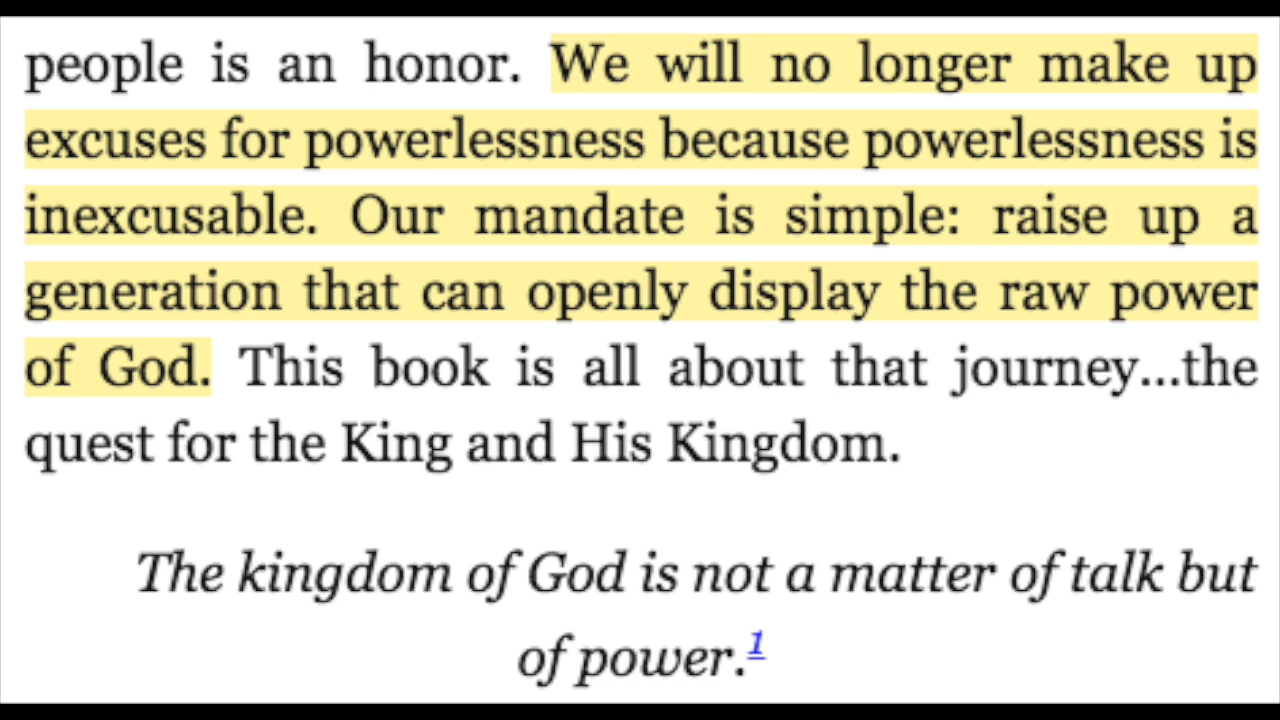 people is an honor. We will no longer make up
excuses for powerlessness because powerlessness is
inexcusable. Our mandate is simple: raise up a
generation that can openly display the raw power
of God. This book is all about that journey...the
quest for the King and His Kingdom.
The kingdom of God is not a matter of talk but
of power.1